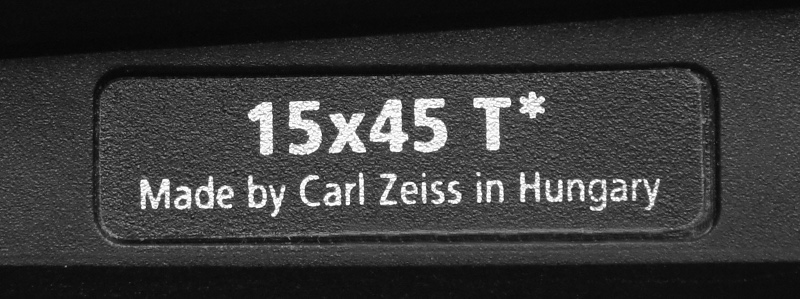 15x45 T*
Made by Carl Zeiss in Hungary